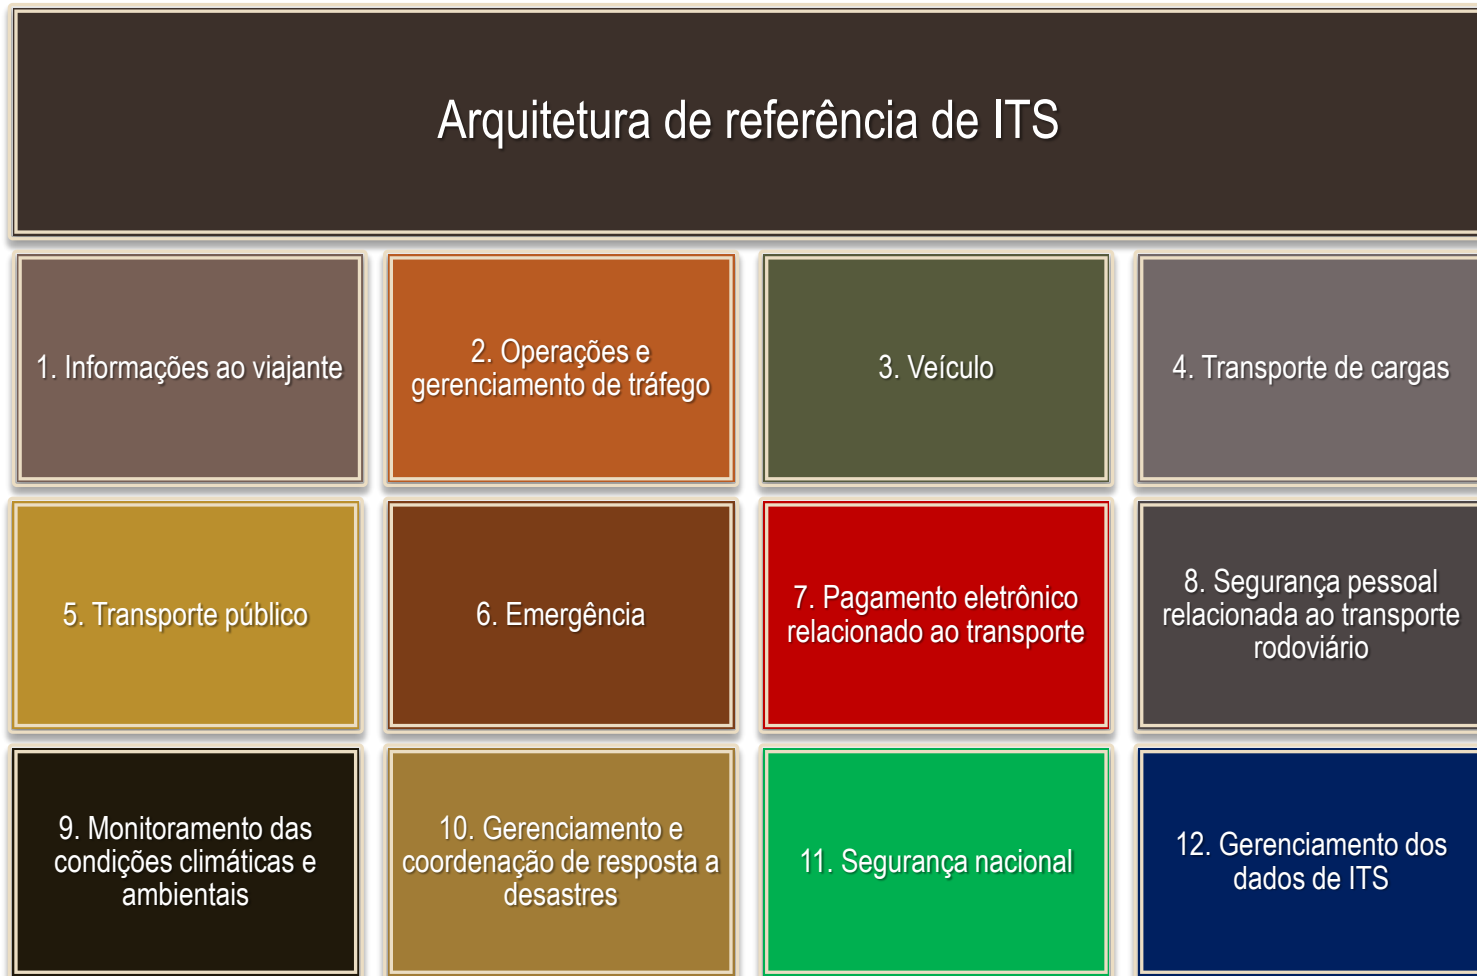 Arquitetura de referência de ITS
1. Informações ao viajante
2. Operações e
gerenciamento de tráfego
3. Veículo
4. Transporte de cargas
5. Transporte público
6. Emergência
7. Pagamento eletrônico
relacionado ao transporte
8. Segurança pessoal
relacionada ao transporte
rodoviário
9. Monitoramento das
condições climáticas e
ambientais
10. Gerenciamento e
coordenação de resposta a
desastres
11. Segurança nacional
12. Gerenciamento dos
dados de ITS